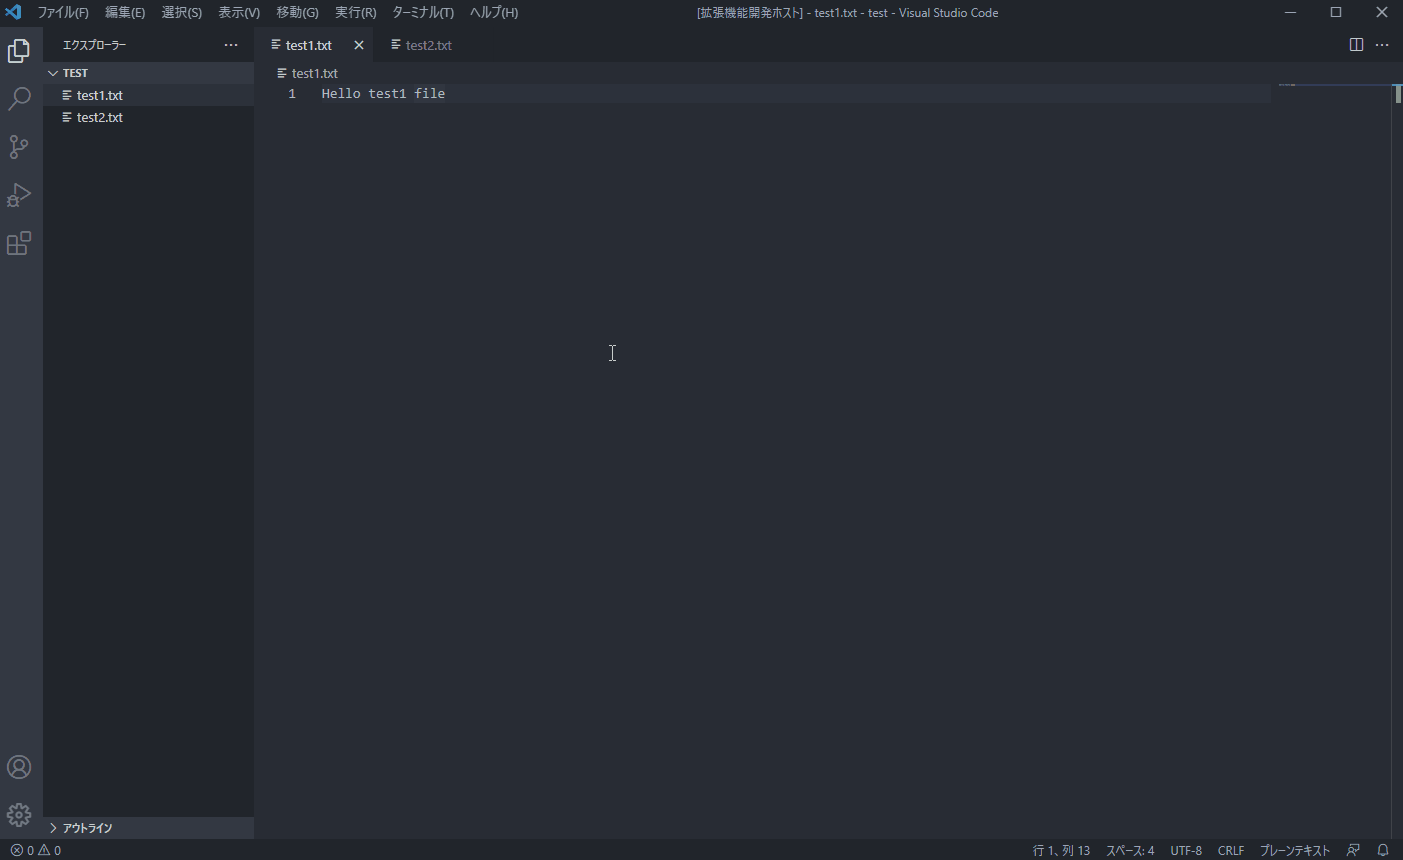 ファイル(F) 編集(E) 選択(S) 表示(V) 移動(G) 実行(R) ターミナル(T) ヘルプ(H) [拡張機能開発ホスト] - test1.txt - test - Visual Studio Code
エクスプローラー
test1.txt test2.txt
TEST
test1.txt
test2.txt
test1.txt
1 Hello test1 file
アウトライン
0 0 行 1、列 13 スペース: 4 UTF-8 CRLF プレーンテキスト